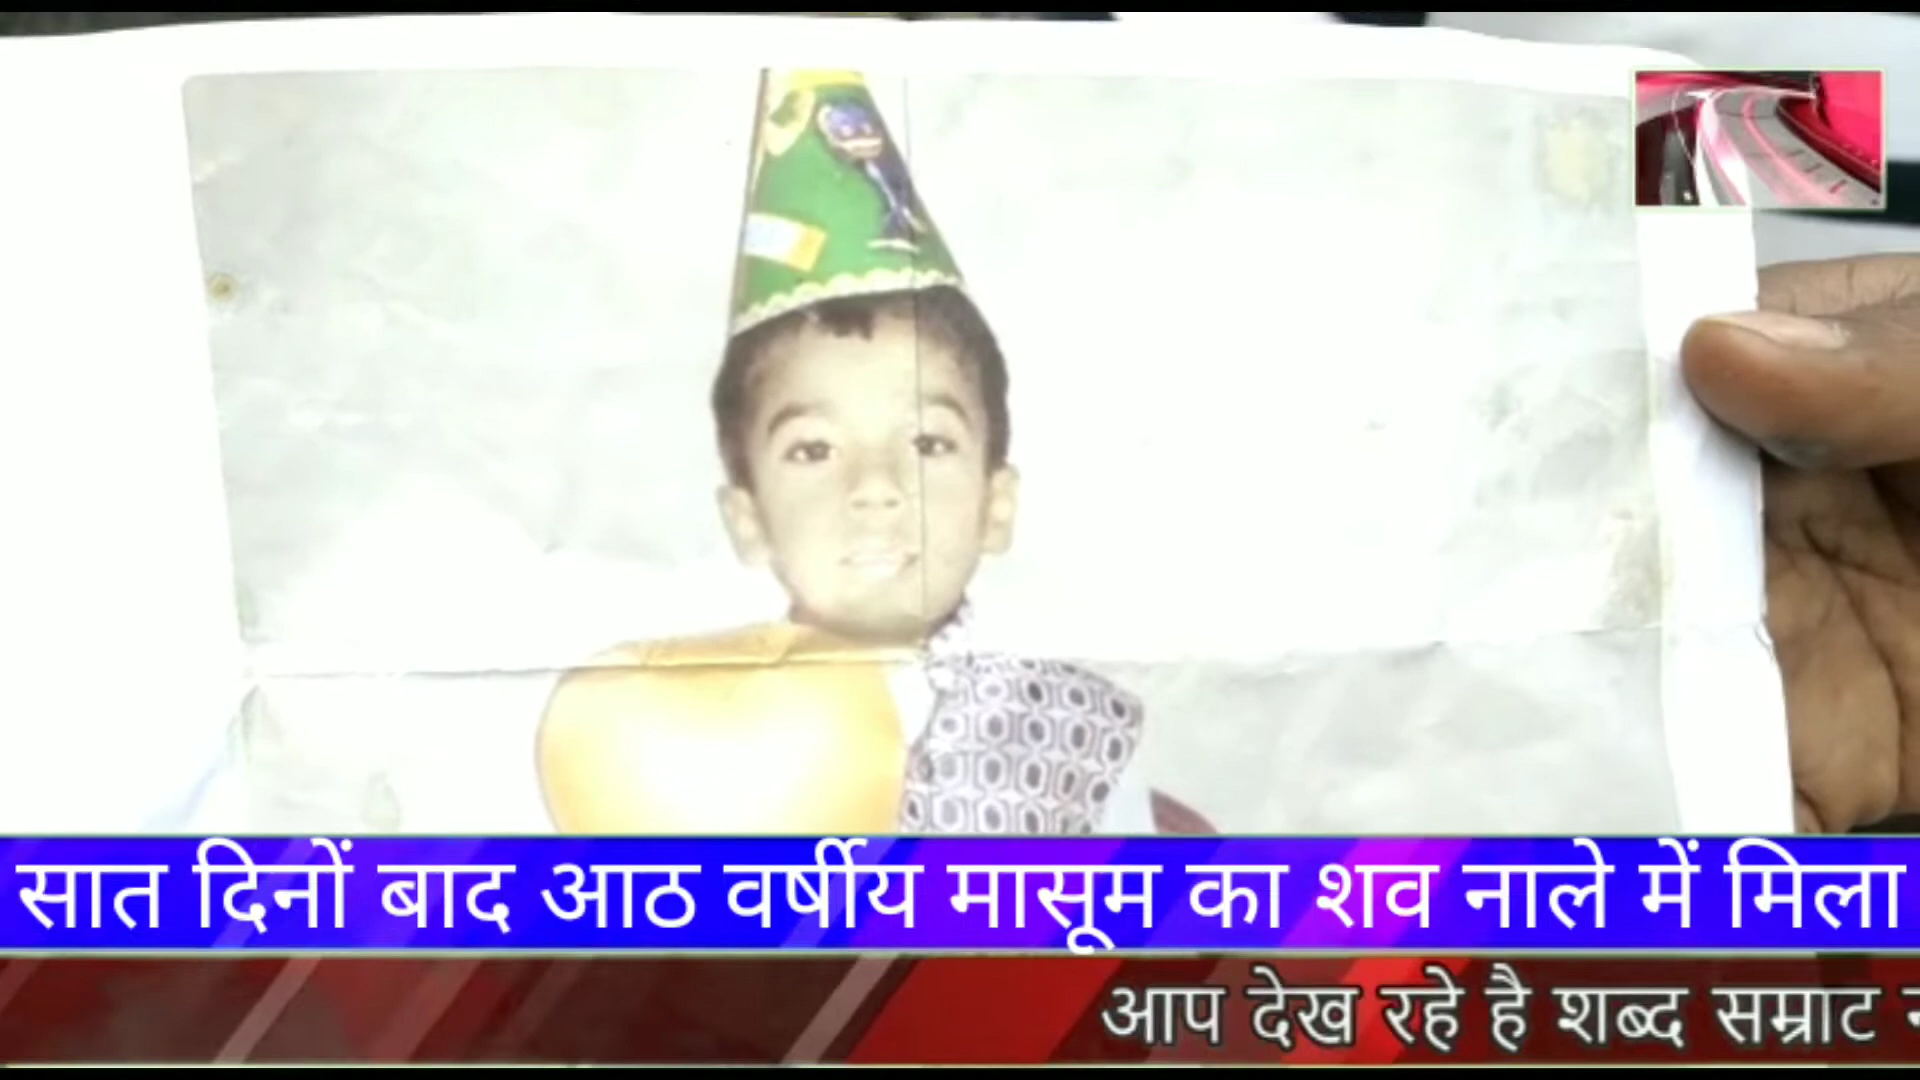 सात दिनों बाद आठ वर्षीय मासूम का शव नाले में मिला
आप देख रहे है शब्द सम्राट